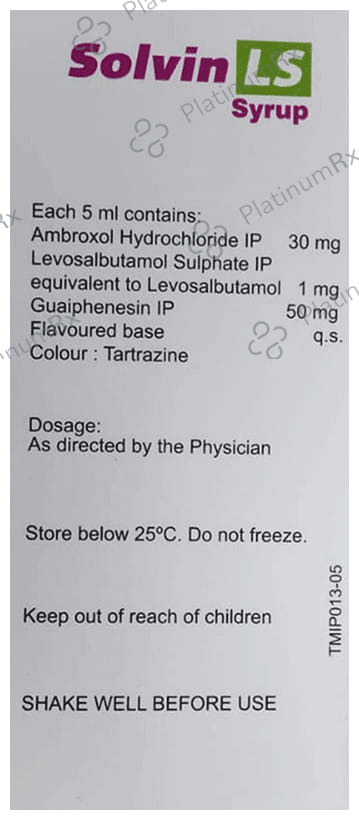 Solvin LS
Syrup
Each 5 ml contains:
Ambroxol Hydrochloride IP 30 mg
Levosalbutamol Sulphate IP
equivalent to Levosalbutamol 1 mg
Guaiphenesin IP 50 mg
Flavoured base q.s.
Colour : Tartrazine
Dosage:
As directed by the Physician
Store below 25ºC. Do not freeze.
Keep out of reach of children
TMIP013-05
SHAKE WELL BEFORE USE
PlatinumRx